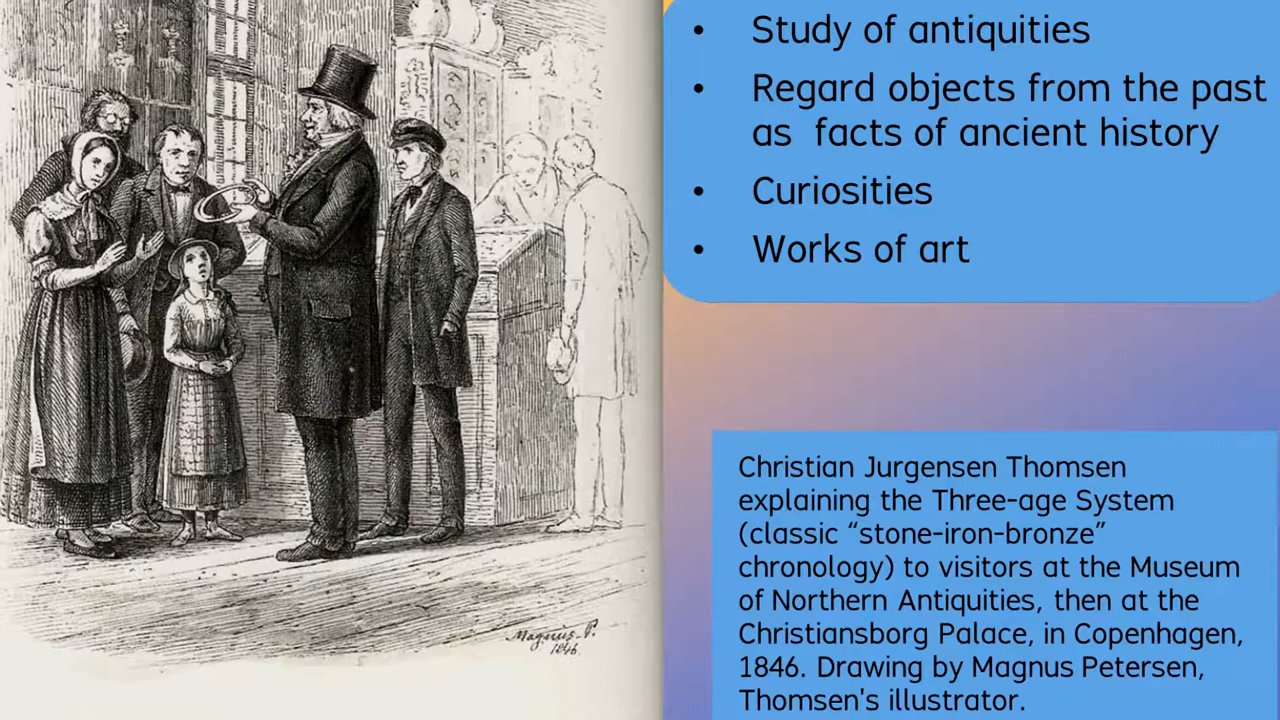 • Study of antiquities
• Regard objects from the past
as facts of ancient history
• Curiosities
• Works of art
Christian Jurgensen Thomsen
explaining the Three-age System
(classic “stone-iron-bronze”
chronology) to visitors at the Museum
of Northern Antiquities, then at the
Christiansborg Palace, in Copenhagen,
1846. Drawing by Magnus Petersen,
Thomsen's illustrator.
Magnus. P.
1846.